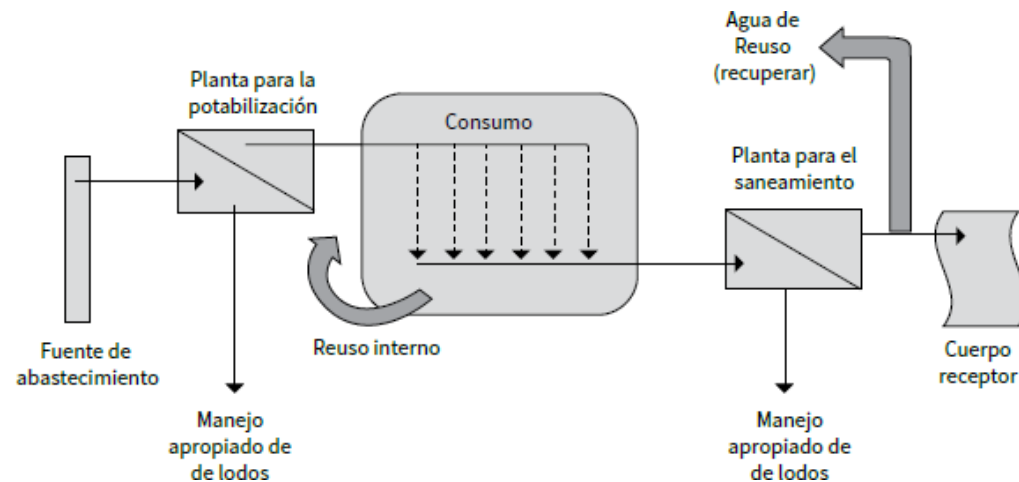 Agua de
Reuso
(recuperar)
Planta para la
potabilización
Consumo
Planta para el
saneamiento
Fuente de
abastecimiento
Reuso interno
Cuerpo
receptor
Manejo
apropiado de
de lodos
Manejo
apropiado de
de lodos